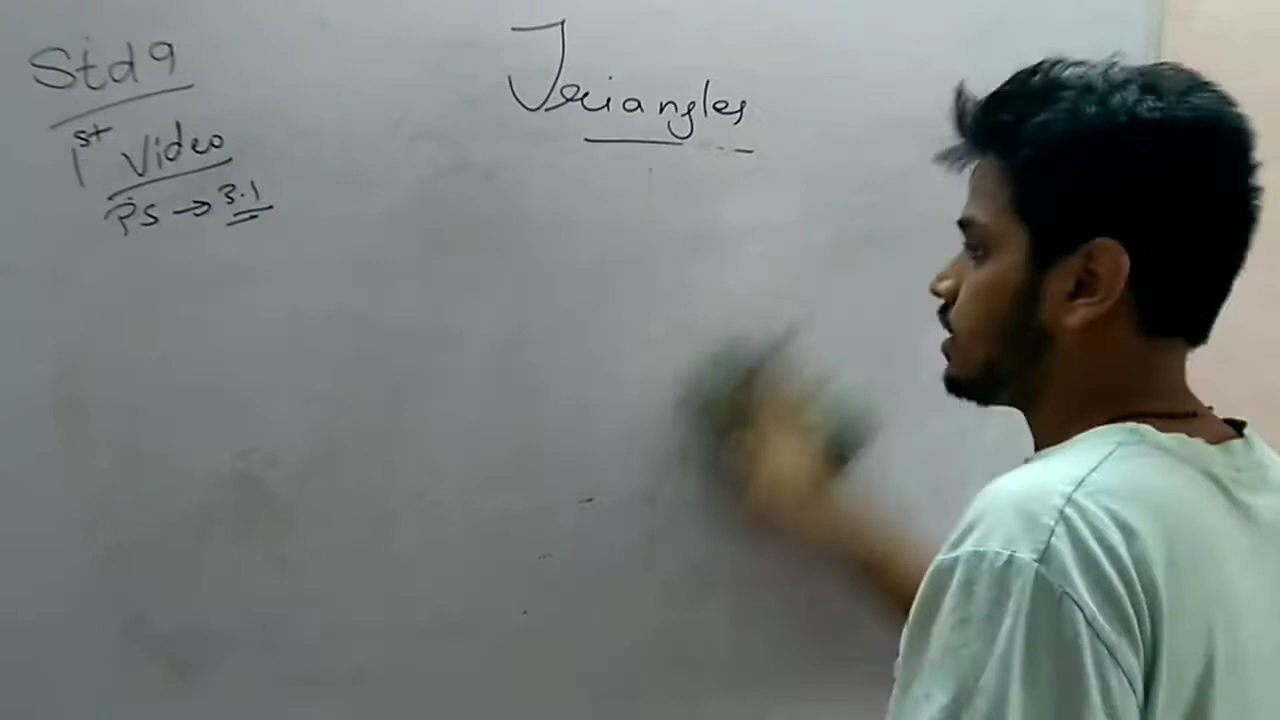 Std 9
1st Video
PS → 3.1
Triangles